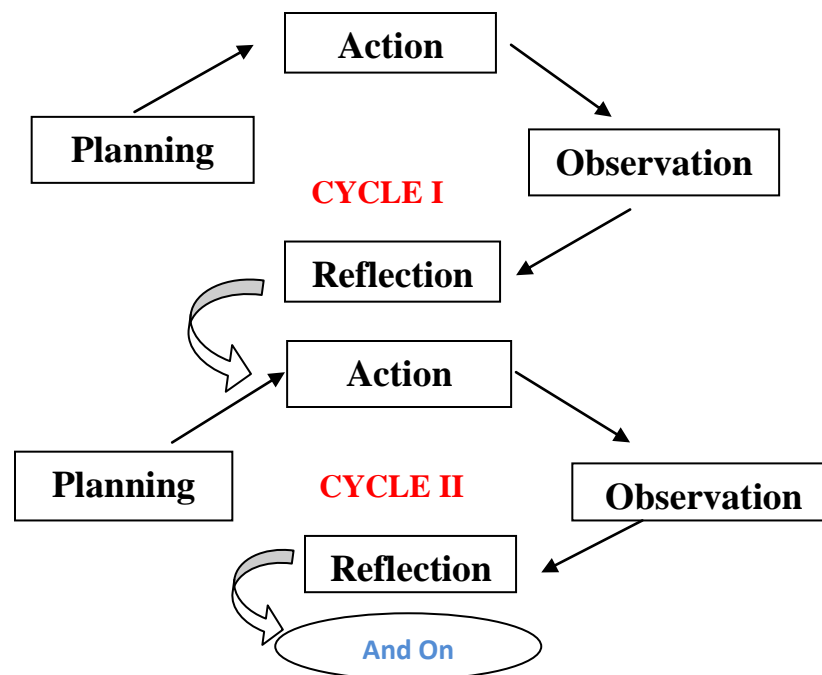 Action
Planning
Observation
CYCLE I
Reflection
Action
Planning
CYCLE II
Observation
Reflection
And On